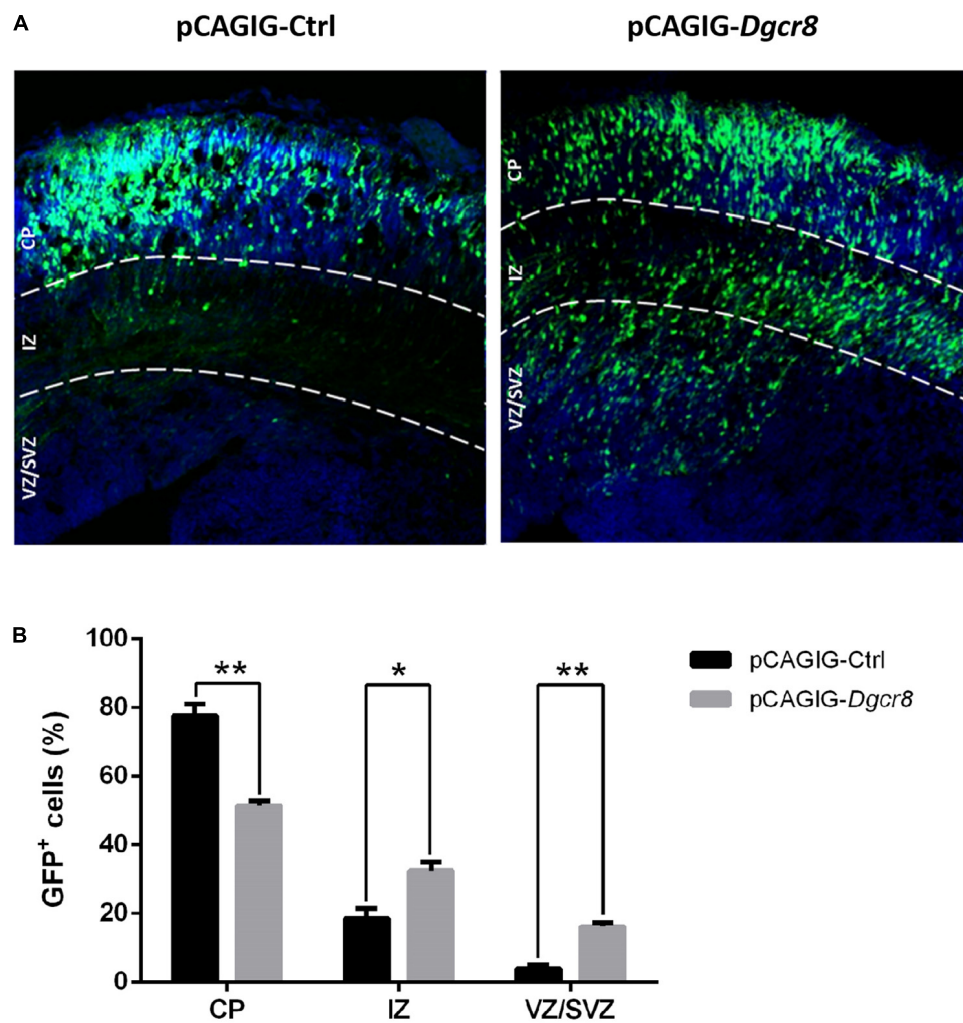 A
pCAGIG-Ctrl
pCAGIG-Dgcr8
CP
IZ
VZ/SVZ
CP
IZ
VZ/SVZ
B
GFP+ cells (%)
100
80
60
40
20
0
**
*
**
CP
IZ
VZ/SVZ
pCAGIG-Ctrl
pCAGIG-Dgcr8